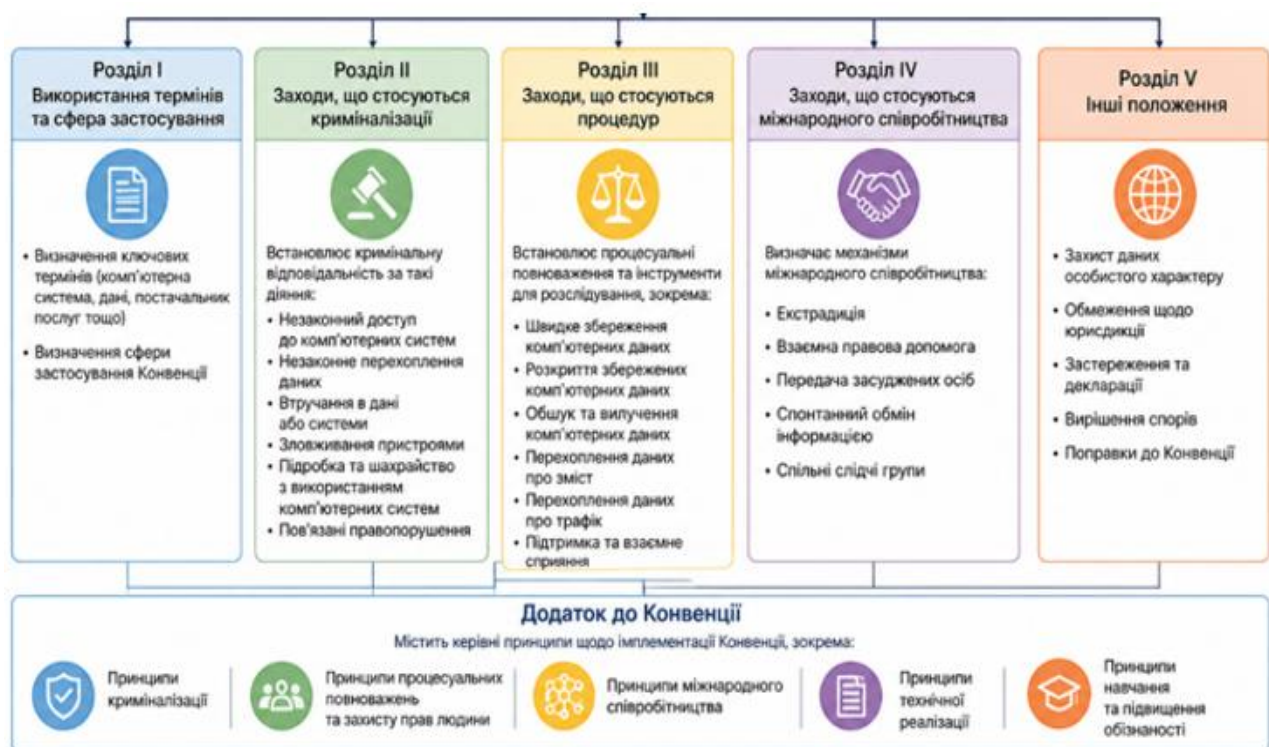 Розділ I
Використання термінів
та сфера застосування
• Визначення ключових
термінів (комп'ютерна
система, дані, постачальник
послуг тощо)
• Визначення сфери
застосування Конвенції
Розділ II
Заходи, що стосуються
криміналізації
Встановлює кримінальну
відповідальність за такі
діяння:
• Незаконний доступ
до комп'ютерних систем
• Незаконне перехоплення
даних
• Втручання в дані
або системи
• Зловживання пристроями
• Підробка та шахрайство
з використанням
комп'ютерних систем
• Пов'язані правопорушення
Розділ III
Заходи, що стосуються
процедур
Встановлює процесуальні
повноваження та інструменти
для розслідування, зокрема:
• Швидке збереження
комп'ютерних даних
• Розкриття збережених
комп'ютерних даних
• Обшук та вилучення
комп'ютерних даних
• Перехоплення даних
про зміст
• Перехоплення даних
про трафік
• Підтримка та взаємне
сприяння
Розділ IV
Заходи, що стосуються
міжнародного співробітництва
Визначає механізми
міжнародного співробітництва:
• Екстрадиція
• Взаємна правова допомога
• Передача засуджених осіб
• Спонтанний обмін
інформацією
• Спільні слідчі групи
Розділ V
Інші положення
• Захист даних
особистого характеру
• Обмеження щодо
юрисдикції
• Застереження та
декларації
• Вирішення спорів
• Поправки до Конвенції
Додаток до Конвенції
Містить керівні принципи щодо імплементації Конвенції, зокрема:
Принципи
криміналізації
Принципи процесуальних
повноважень
та захисту прав людини
Принципи міжнародного
співробітництва
Принципи
технічної
реалізації
Принципи
навчання
та підвищення
обізнаності